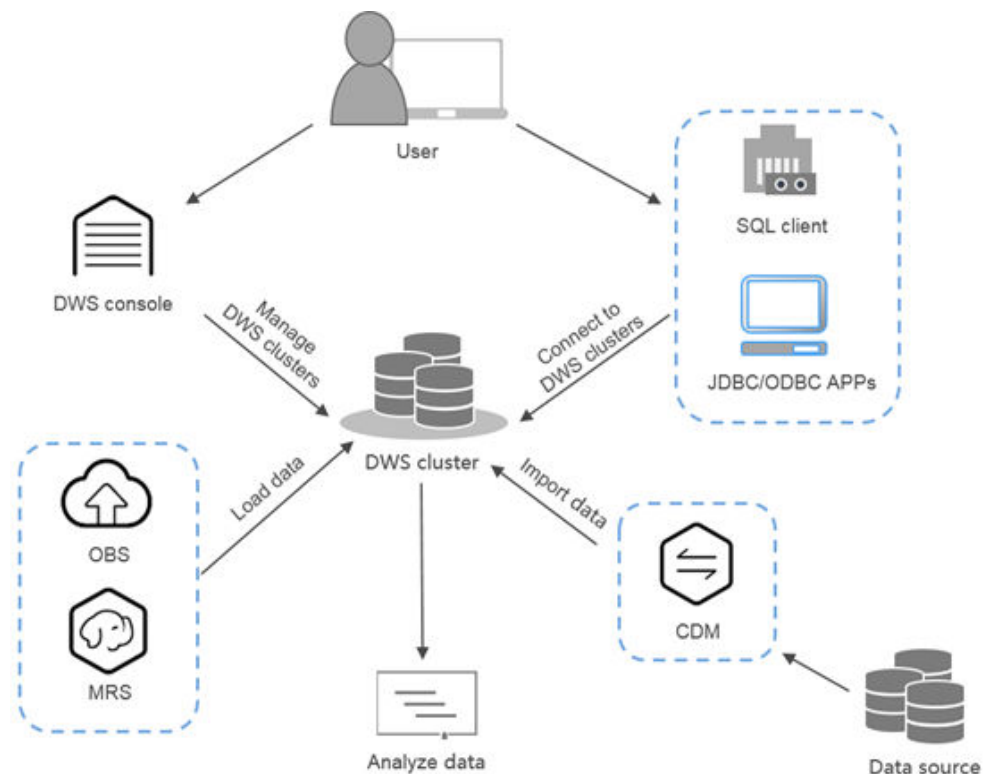 User
SQL client
DWS console
Manage
DWS clusters
Connect to
DWS clusters
JDBC/ODBC APPs
DWS cluster
Load data
Import data
OBS
CDM
MRS
Analyze data
Data source